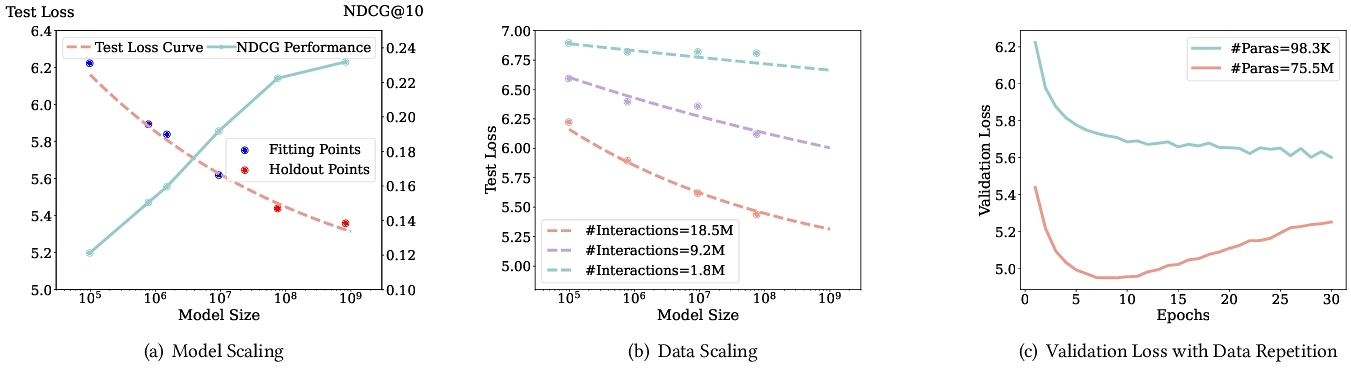 Test Loss
NDCG@10
6.4
6.2
6.0
5.8
5.6
5.4
5.2
5.0
0.24
0.22
0.20
0.18
0.16
0.14
0.12
0.10
Test Loss Curve
NDCG Performance
Fitting Points
Holdout Points
10^5
10^6
10^7
10^8
10^9
Model Size
(a) Model Scaling
Test Loss
7.00
6.75
6.50
6.25
6.00
5.75
5.50
5.25
5.00
#Interactions=18.5M
#Interactions=9.2M
#Interactions=1.8M
10^5
10^6
10^7
10^8
10^9
Model Size
(b) Data Scaling
Validation Loss
6.2
6.0
5.8
5.6
5.4
5.2
5.0
#Paras=98.3K
#Paras=75.5M
0
5
10
15
20
25
30
Epochs
(c) Validation Loss with Data Repetition